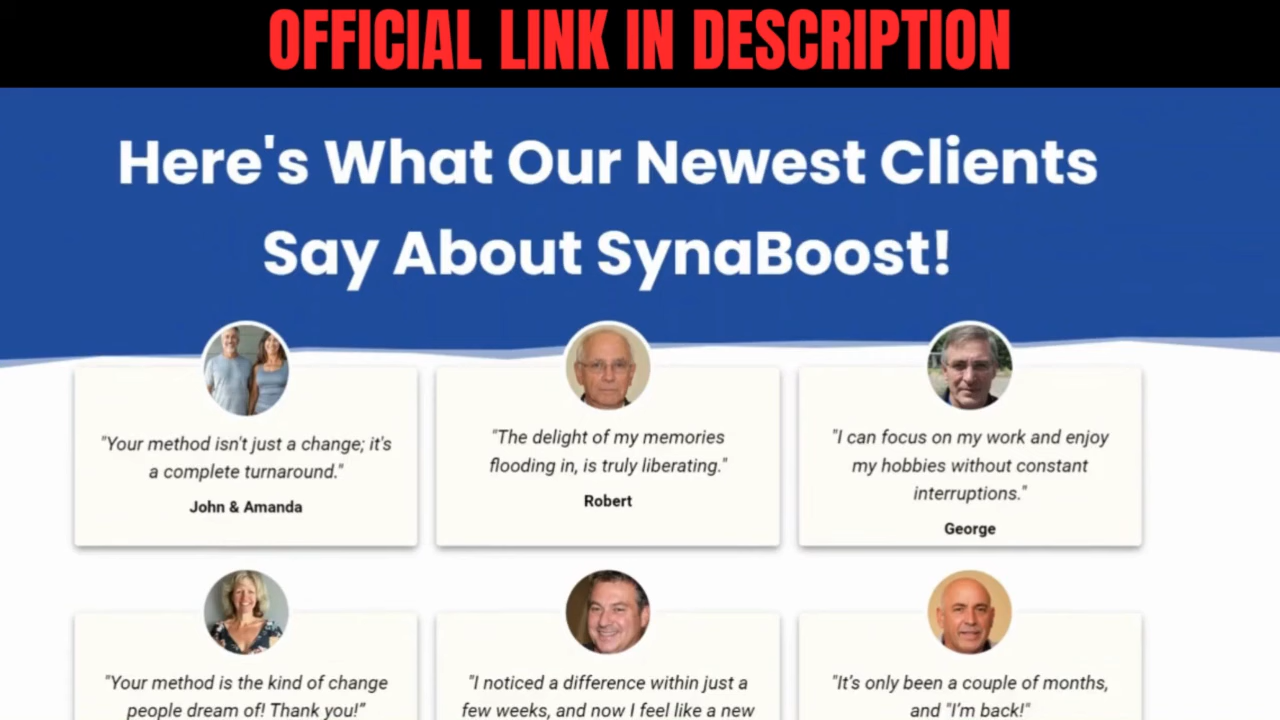 OFFICIAL LINK IN DESCRIPTION
Here's What Our Newest Clients
Say About SynaBoost!
"Your method isn't just a change; it's
a complete turnaround."
John & Amanda
"The delight of my memories
flooding in, is truly liberating."
Robert
"I can focus on my work and enjoy
my hobbies without constant
interruptions."
George
"Your method is the kind of change
people dream of! Thank you!"
"I noticed a difference within just a
few weeks, and now I feel like a new
"It's only been a couple of months,
and "I'm back!"